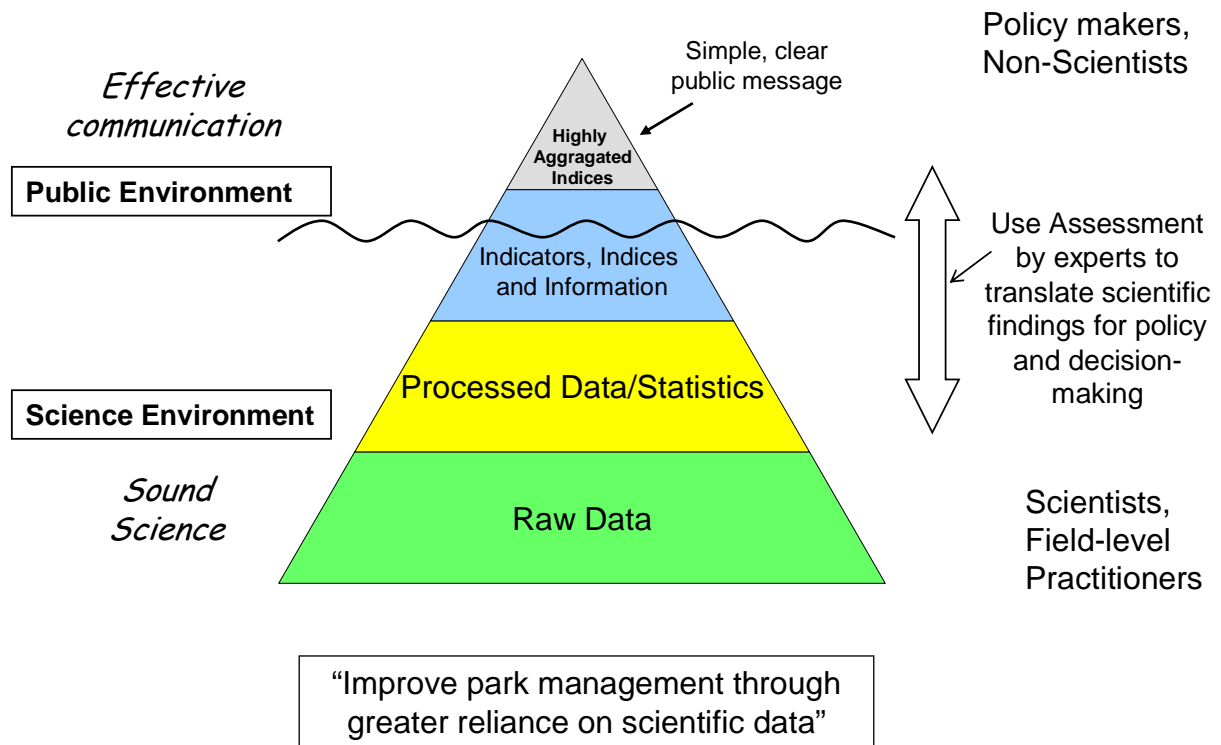 Policy makers,
Non-Scientists
Simple, clear
public message
Effective
communication
Highly
Aggragated
Indices
Public Environment
Use Assessment
by experts to
translate scientific
findings for policy
and decision-
making
Indicators, Indices
and Information
Processed Data/Statistics
Science Environment
Sound
Science
Raw Data
Scientists,
Field-level
Practitioners
“Improve park management through
greater reliance on scientific data”